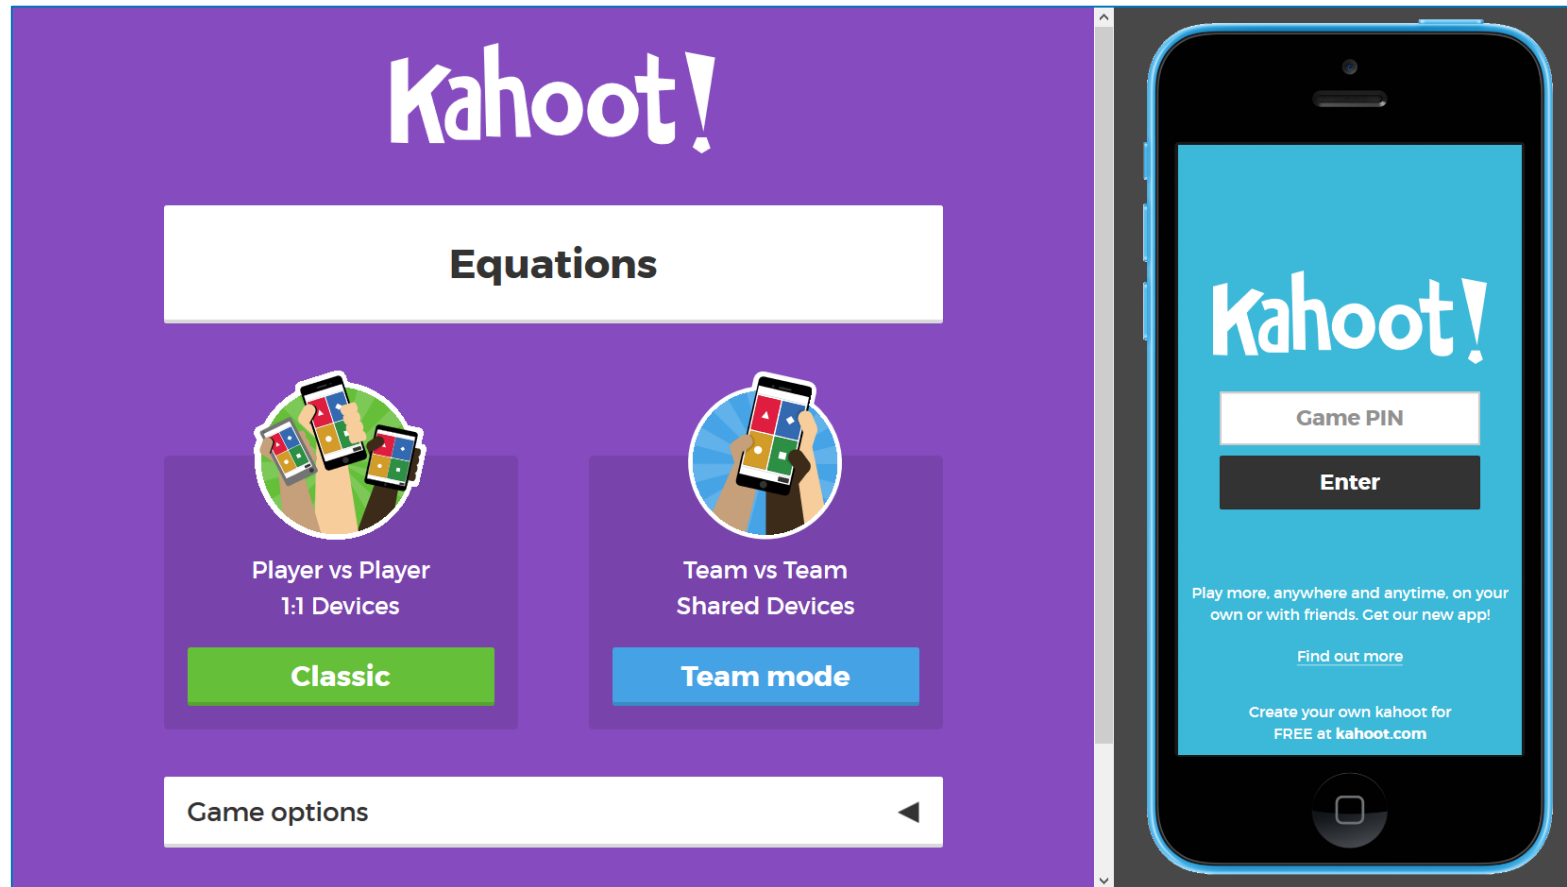 Kahoot!
Equations
Player vs Player
1:1 Devices
Classic
Team vs Team
Shared Devices
Team mode
Game options
Kahoot!
Game PIN
Enter
Play more, anywhere and anytime, on your
own or with friends. Get our new app!
Find out more
Create your own kahoot for
FREE at kahoot.com